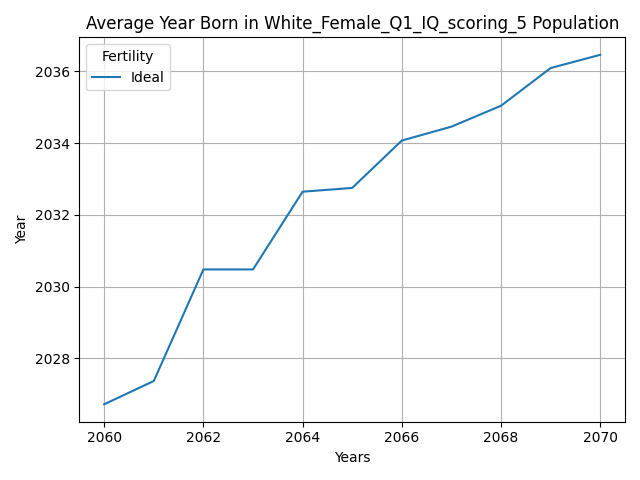 Average Year Born in White_Female_Q1_IQ_scoring_5 Population
Fertility
Ideal
2036
2034
2032
2030
2028
Year
2060 2062 2064 2066 2068 2070
Years